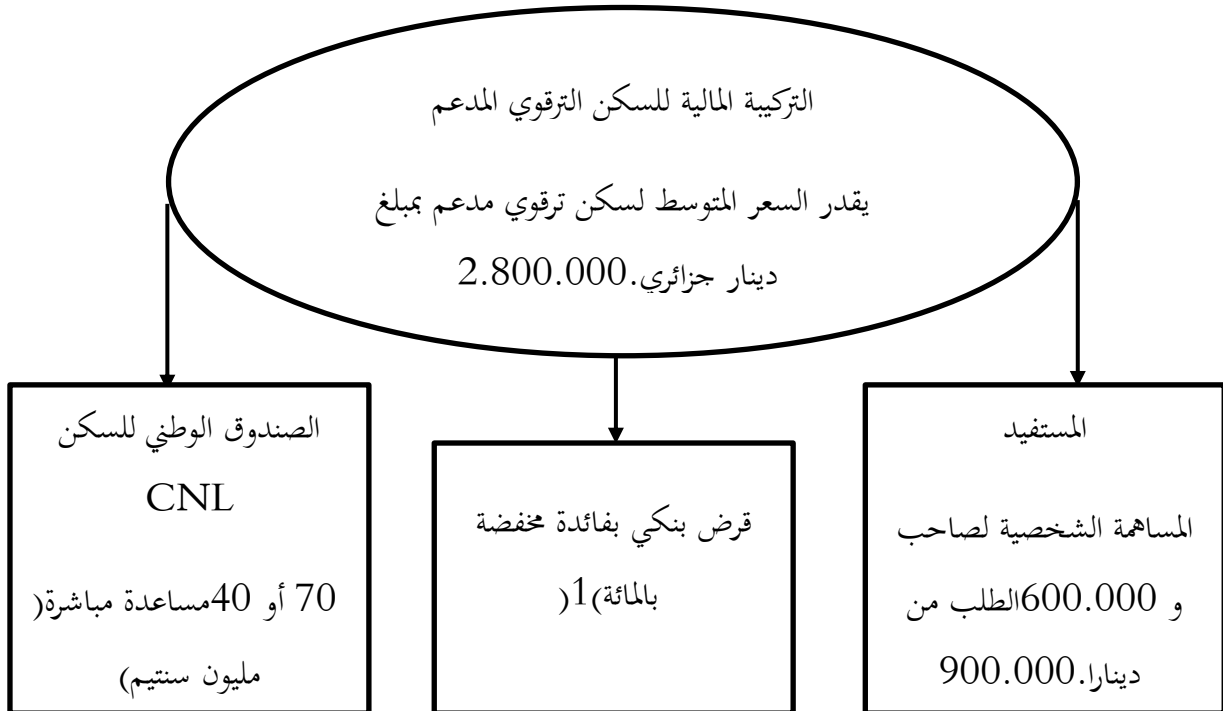 التركيبة المالية للسكن الترقوي المدعم
يقدر السعر المتوسط لسكن ترقوي مدعم بمبلغ
2.800.000.دينار جزائري
المستفيد
المساهمة الشخصية لصاحب
الطلب من 600.000 و
900.000.دينارا
قرض بنكي بفائدة مخفضة
)1(بالمائة
الصندوق الوطني للسكن
CNL
)مساعدة مباشرة 40 أو 70
مليون سنتيم)